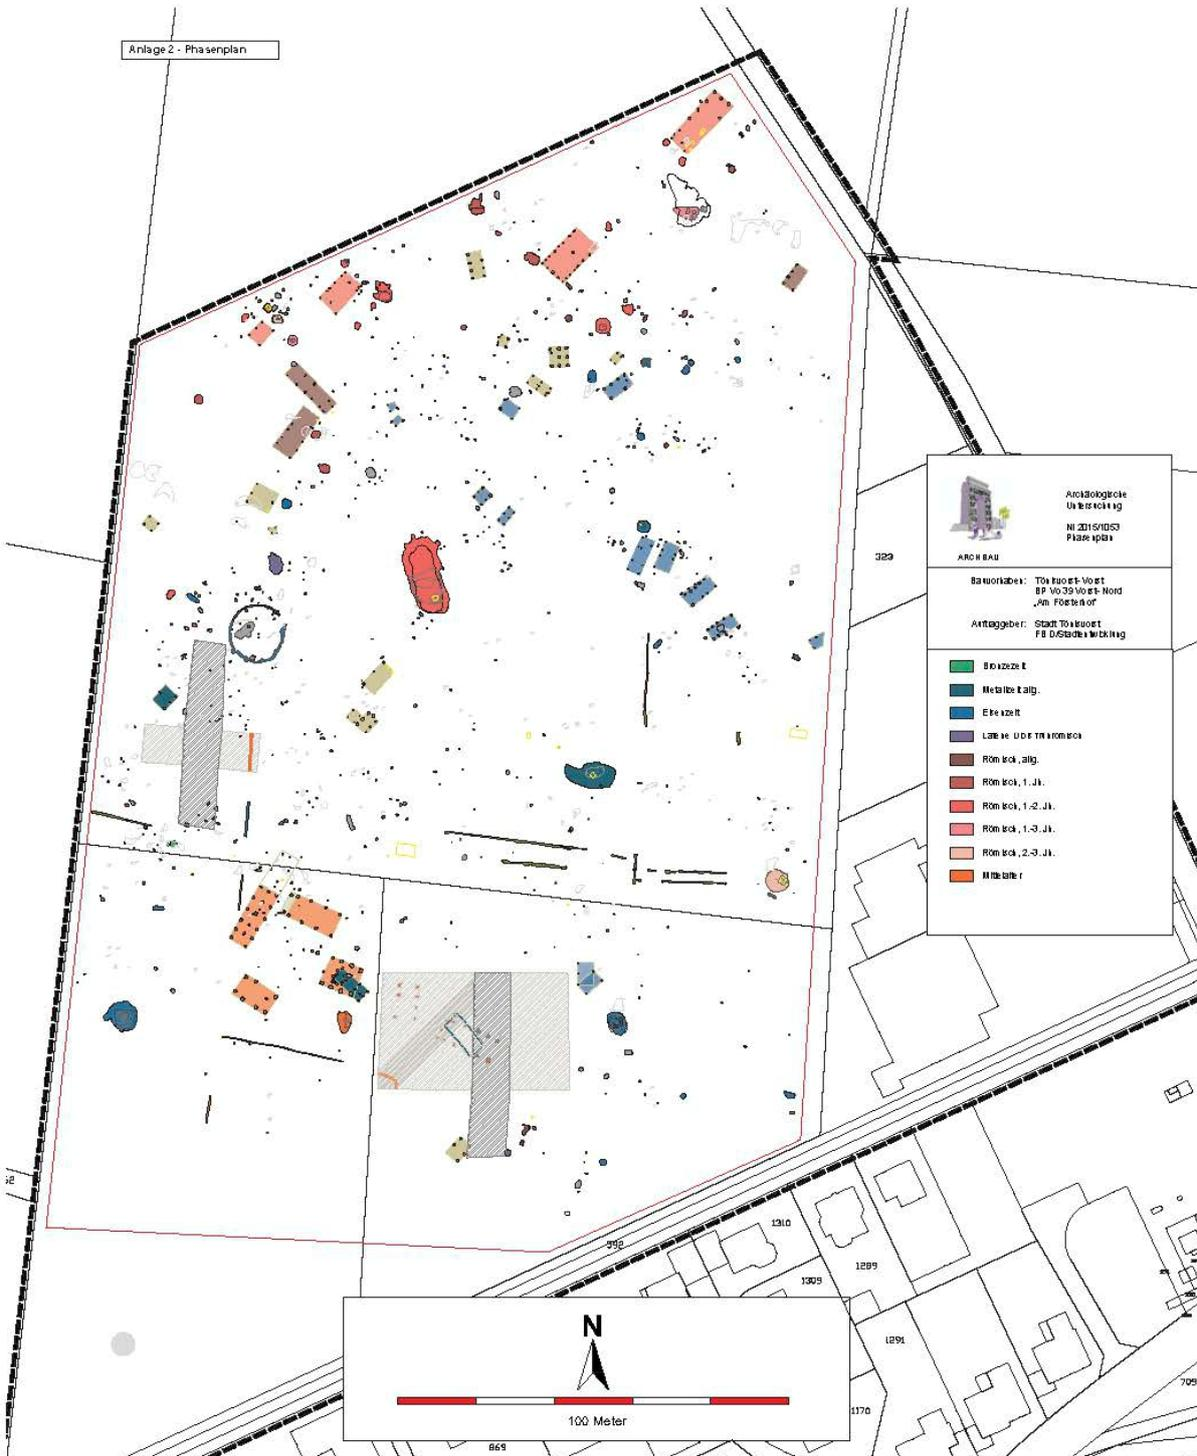 Anlage 2 - Phasenplan
Archäologische
Untersuchung
NI 2015/1053
Phasenplan
ARCHBAU
Bauvorhaben: Tönisvorst-Vorst
BP Vo39 Vorst-Nord
„Am Försterhof“
Auftraggeber: Stadt Tönisvorst
FB D/Stadtentwicklung
Bronzezeit
Metallzeit allg.
Eisenzeit
Römisch, allg.
Römisch, 1. Jh.
Römisch, 1.-2. Jh.
Römisch, 1.-3. Jh.
Römisch, 2.-3. Jh.
Mittelalter
323
592
1310
1309
1289
1291
1170
869
709
N
100 Meter